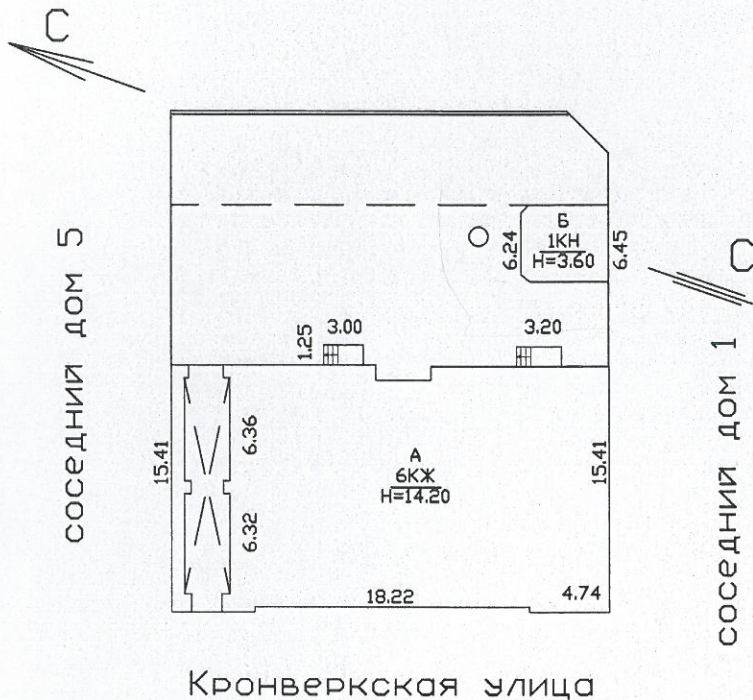 С
соседний дом 5
Б
1КН
Н=3.60
6.24
6.45
С
1.25
3.00
3.20
15.41
6.36
6.32
А
6КЖ
Н=14.20
15.41
18.22
4.74
соседний дом 1
Кронверкская улица